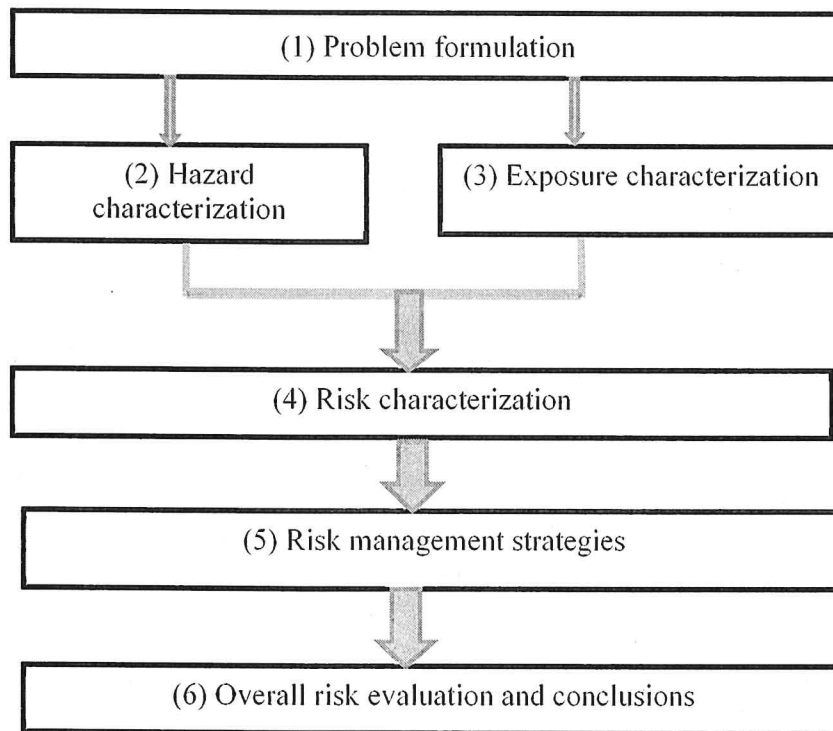 (1) Problem formulation
(2) Hazard
characterization
(3) Exposure characterization
(4) Risk characterization
(5) Risk management strategies
(6) Overall risk evaluation and conclusions